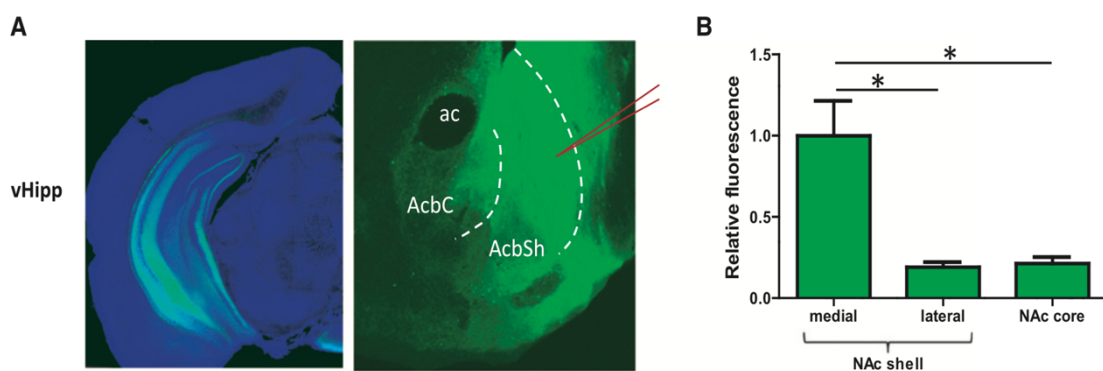 A
vHipp
ac
AcbC
AcbSh
B
Relative fluorescence
1.5
1.0
0.5
0.0
*
*
medial lateral NAc core
NAc shell